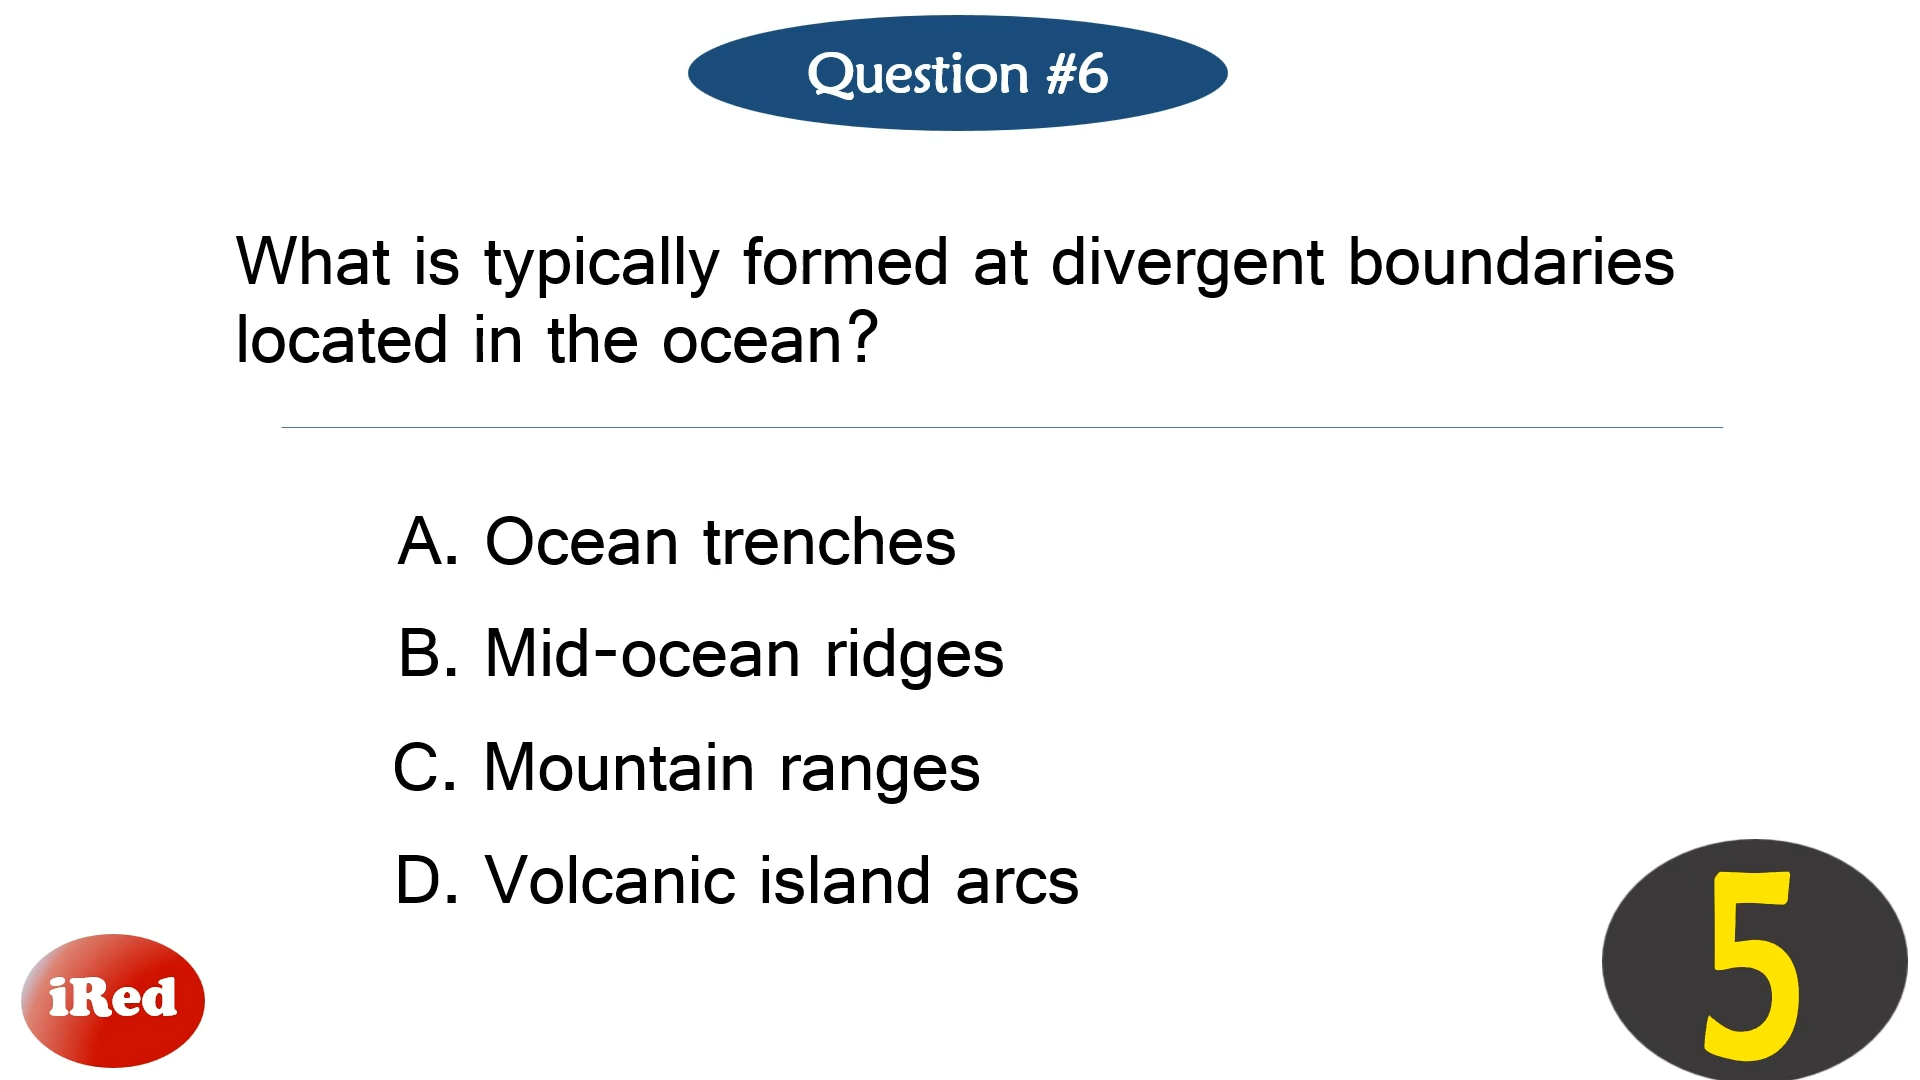 Question #6
What is typically formed at divergent boundaries
located in the ocean?
A. Ocean trenches
B. Mid-ocean ridges
C. Mountain ranges
D. Volcanic island arcs
iRed
5